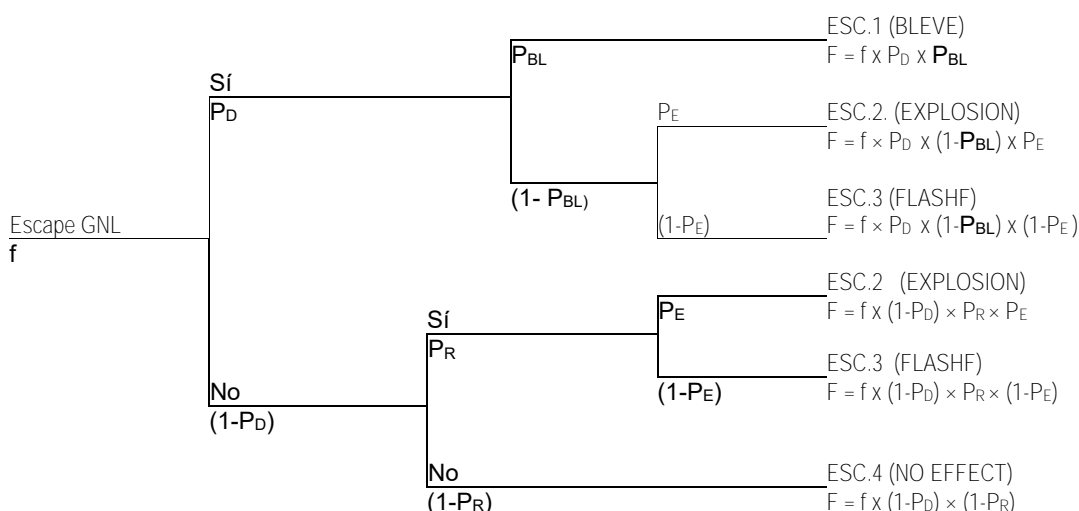 ESC.1 (BLEVE)
F = f x PD x PBL
PBL
Sí
PD
PE
ESC.2. (EXPLOSION)
F = f × PD x (1-PBL) x PE
(1- PBL)
ESC.3 (FLASHF)
F = f × PD x (1-PBL) x (1-PE)
(1-PE)
Escape GNL
f
ESC.2 (EXPLOSION)
F = f x (1-PD) × PR × PE
PE
Sí
PR
ESC.3 (FLASHF)
F = f x (1-PD) × PR × (1-PE)
(1-PE)
No
(1-PD)
ESC.4 (NO EFFECT)
F = f x (1-PD) × (1-PR)
No
(1-PR)